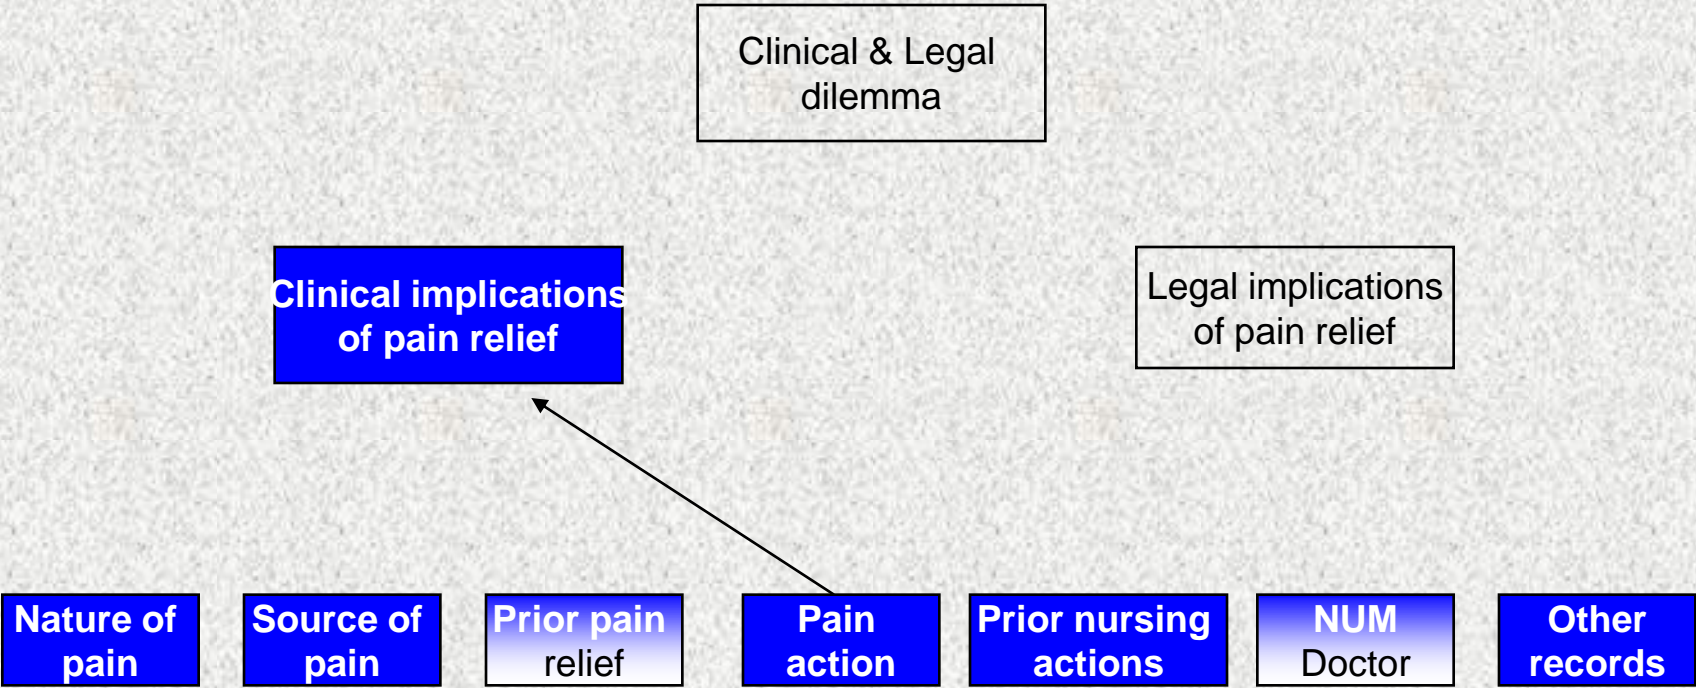 Clinical & Legal
dilemma
Clinical implications
of pain relief
Legal implications
of pain relief
Nature of
pain
Source of
pain
Prior pain
relief
Pain
action
Prior nursing
actions
NUM
Doctor
Other
records